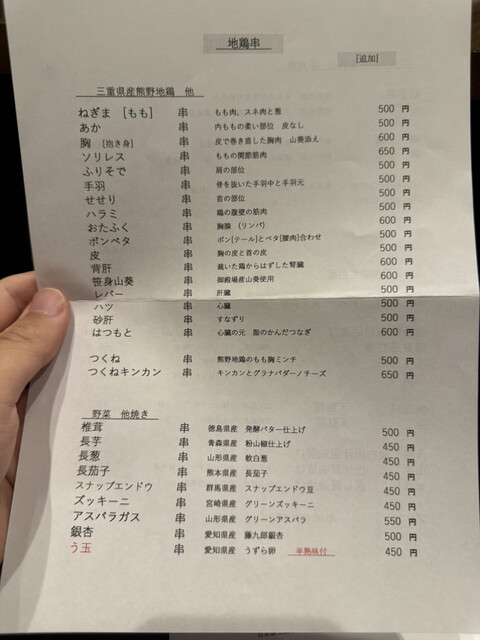 地鶏串
[追加]
三重県産熊野地鶏　他
ねぎま [もも] 串 もも肉、スネ肉と葱 500 円
あか 串 内ももの柔い部位　皮なし 500 円
胸 [抱き身] 串 皮で巻き直した胸肉　山葵添え 600 円
ソリレス 串 ももの関節筋肉 650 円
ふりそで 串 肩の部位 500 円
手羽 串 骨を抜いた手羽中と手羽元 500 円
せせり 串 首の部位 500 円
ハラミ 串 鶏の腹壁の筋肉 500 円
おたふく 串 胸腺 (リンパ) 600 円
ボンペタ 串 ボン[テール]とペタ[腰肉]合わせ 500 円
皮 串 胸の皮と首の皮 500 円
背肝 串 裁いた鶏からはずした腎臓 600 円
笹身山葵 串 御殿場産山葵使用 500 円
レバー 串 肝臓 500 円
ハツ 串 心臓 500 円
砂肝 串 すなずり 500 円
はつもと 串 心臓の元　脂のかんだつなぎ 600 円
つくね 串 熊野地鶏のもも胸ミンチ 500 円
つくねキンカン 串 キンカンとグラナパダーノチーズ 650 円
野菜　他焼き
椎茸 串 徳島県産 発酵バター仕上げ 500 円
長芋 串 青森県産 粉山椒仕上げ 450 円
長葱 串 山形県産 軟白葱 450 円
長茄子 串 熊本県産 長茄子 450 円
スナップエンドウ 串 群馬県産 スナップエンドウ豆 450 円
ズッキーニ 串 宮崎県産 グリーンズッキーニ 450 円
アスパラガス 串 山形県産 グリーンアスパラ 550 円
銀杏 串 愛知県産 藤九郎銀杏 500 円
う玉 串 愛知県産 うずら卵 半熟味付 450 円